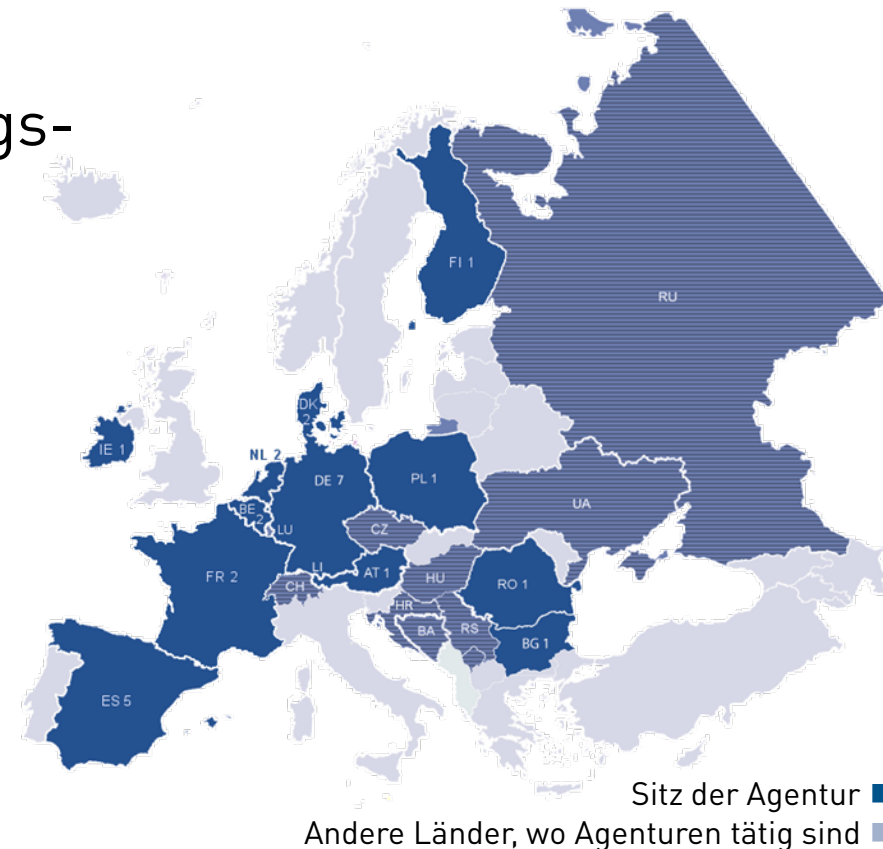 gs-
FI 1
RU
DK
2
IE 1
NL 2
DE 7
PL 1
UA
BE
2
LU
CZ
FR 2
LI
AT 1
CH
HU
RO 1
HR
BA
RS
BG 1
ES 5
Sitz der Agentur
Andere Länder, wo Agenturen tätig sind